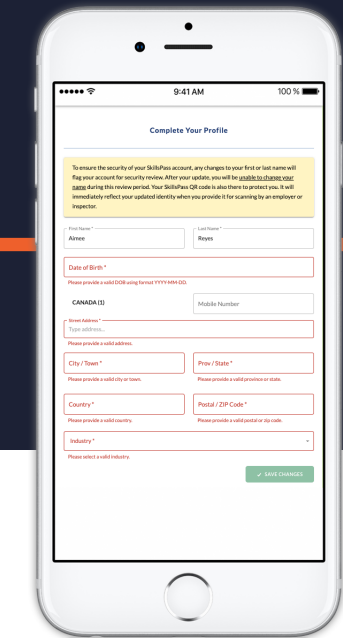 9:41 AM 100 %
Complete Your Profile
To ensure the security of your SkillsPass account, any changes to your first or last name will
flag your account for security review. After your update, you will be unable to change your
name during this review period. Your SkillsPass QR code is also there to protect you. It will
immediately reflect your updated identity when you provide it for scanning by an employer or
inspector.
First Name * Last Name *
Aimee Reyes
Date of Birth *
Please provide a valid DOB using format YYYY-MM-DD.
CANADA (1) Mobile Number
Street Address *
Type address...
Please provide a valid address.
City / Town * Prov / State *
Please provide a valid city or town. Please provide a valid province or state.
Country * Postal / ZIP Code *
Please provide a valid country. Please provide a valid postal or zip code.
Industry *
Please select a valid industry.
✓ SAVE CHANGES